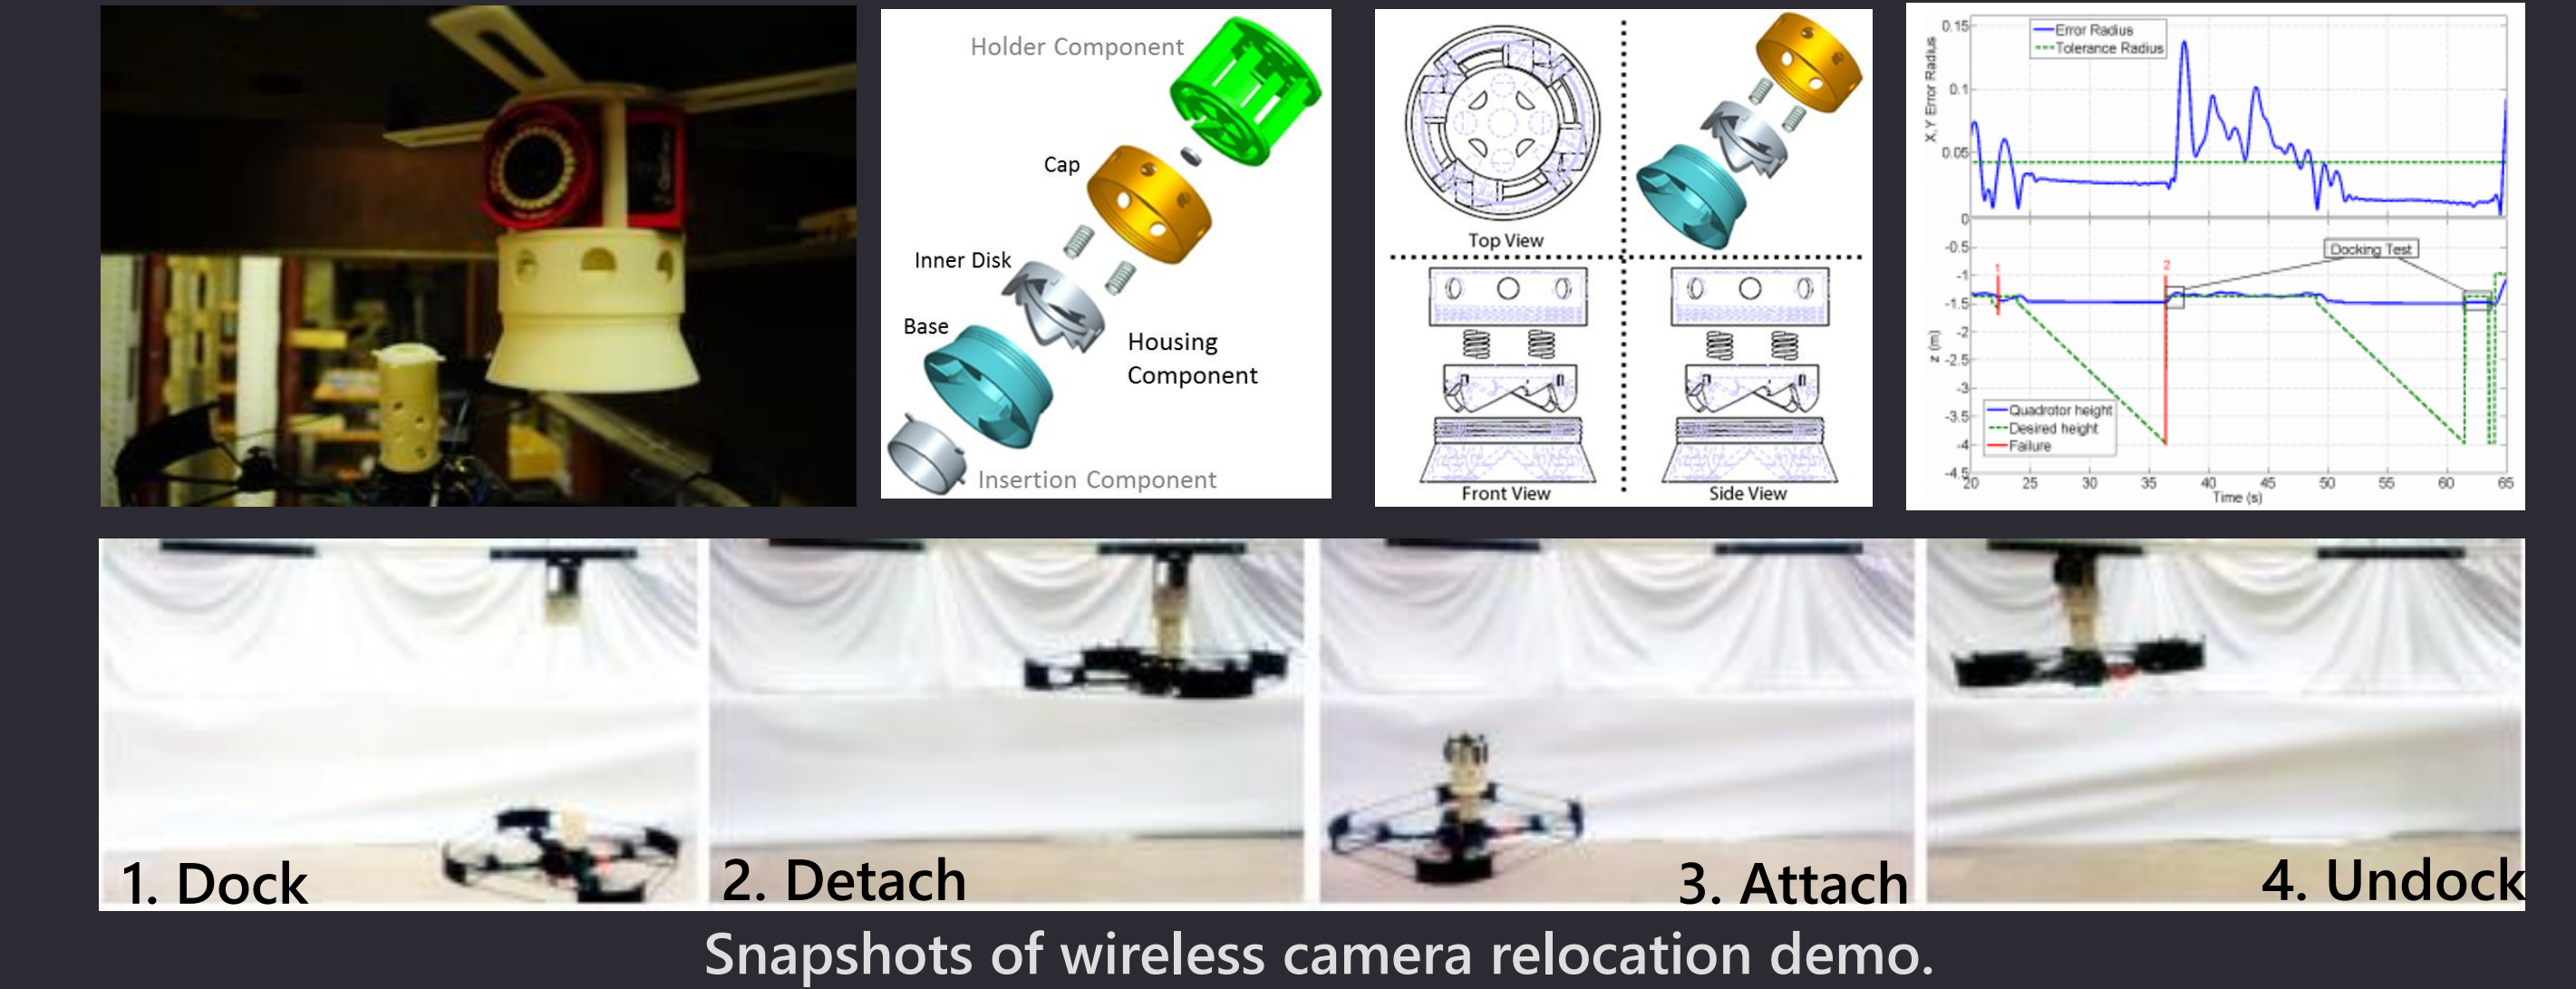 Holder Component
Cap
Inner Disk
Base
Housing
Component
Insertion Component
Top View
Front View
Side View
X,Y Error Radius
0.15
0.1
0.05
0
Error Radius
Tolerance Radius
z (m)
-0.5
-1
-1.5
-2
-2.5
-3
-3.5
-4
-4.5
1
2
Docking Test
Quadrotor height
Desired height
Failure
20 25 30 35 40 45 50 55 60 65
Time (s)
1. Dock
2. Detach
3. Attach
4. Undock
Snapshots of wireless camera relocation demo.